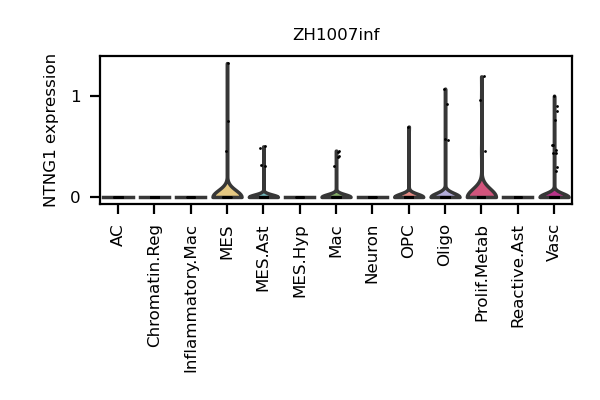 ZH1007inf
NTNG1 expression
1
0
AC
Chromatin.Reg
Inflammatory.Mac
MES
MES.Ast
MES.Hyp
Mac
Neuron
OPC
Oligo
Prolif.Metab
Reactive.Ast
Vasc